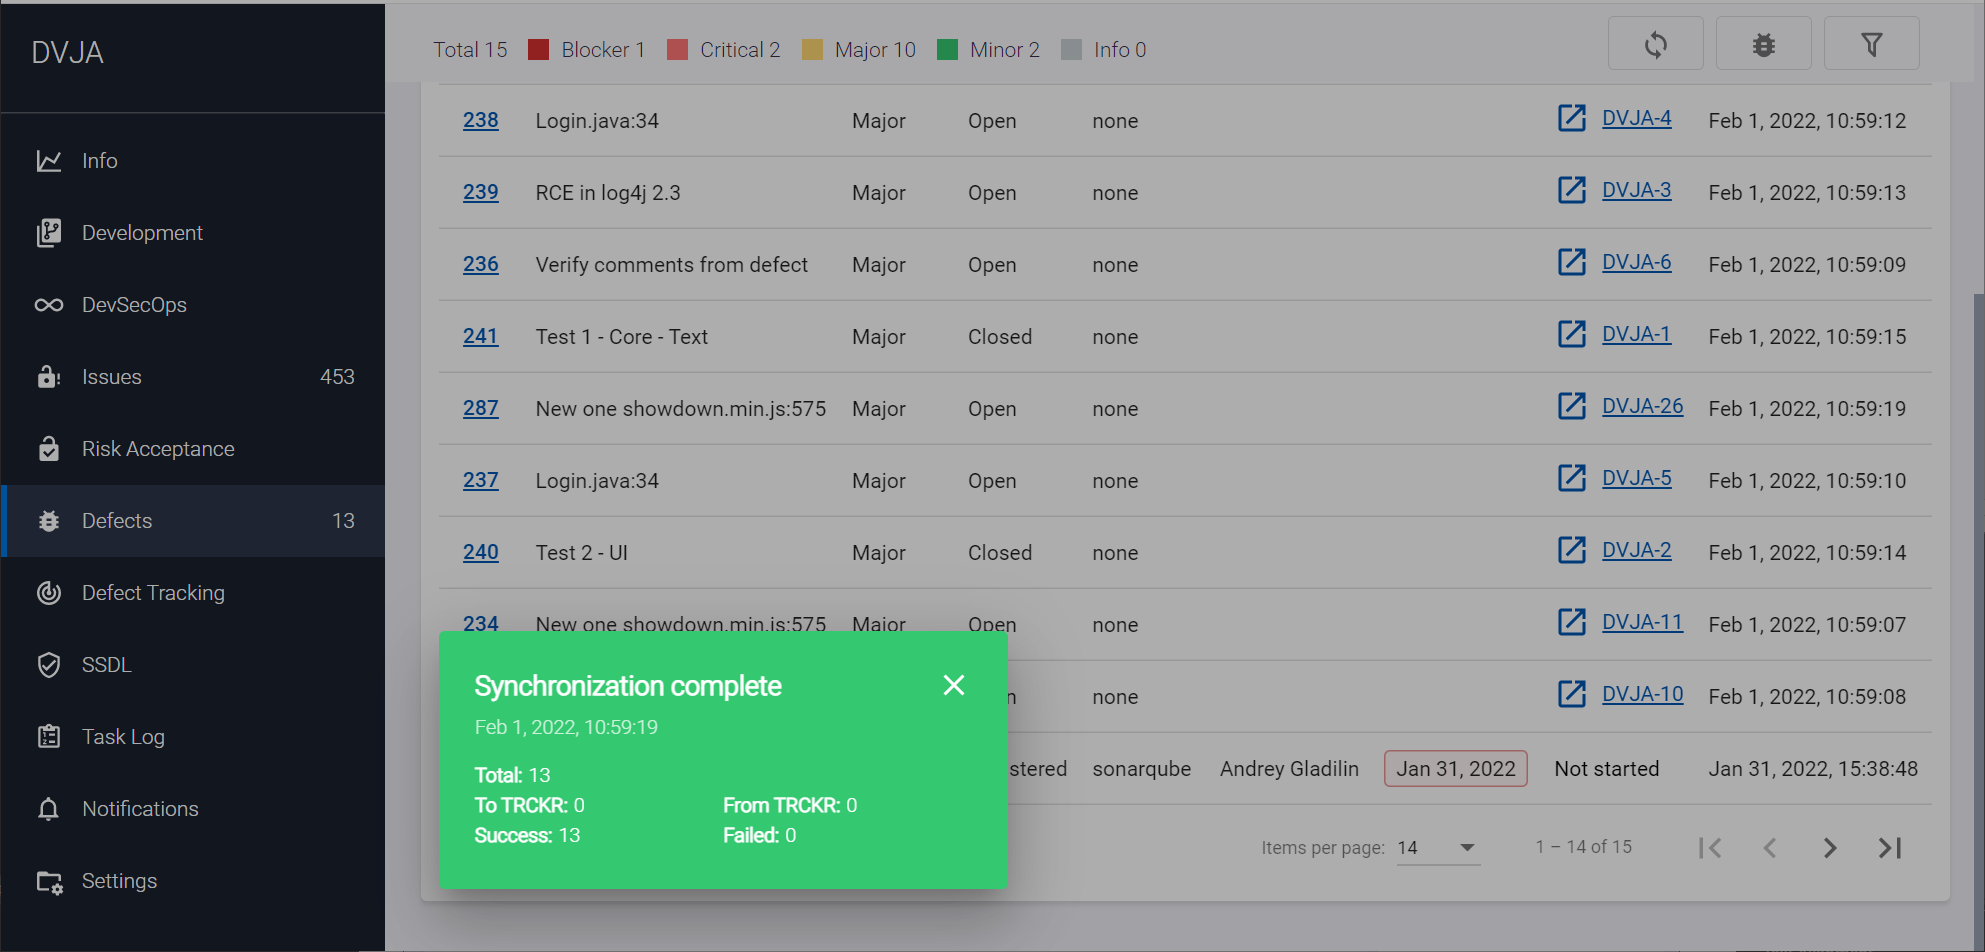 DVJA
Total 15 Blocker 1 Critical 2 Major 10 Minor 2 Info 0
Info
Development
DevSecOps
Issues 453
Risk Acceptance
Defects 13
Defect Tracking
SSDL
Task Log
Notifications
Settings
238 Login.java:34 Major Open none DVJA-4 Feb 1, 2022, 10:59:12
239 RCE in log4j 2.3 Major Open none DVJA-3 Feb 1, 2022, 10:59:13
236 Verify comments from defect Major Open none DVJA-6 Feb 1, 2022, 10:59:09
241 Test 1 - Core - Text Major Closed none DVJA-1 Feb 1, 2022, 10:59:15
287 New one showdown.min.js:575 Major Open none DVJA-26 Feb 1, 2022, 10:59:19
237 Login.java:34 Major Open none DVJA-5 Feb 1, 2022, 10:59:10
240 Test 2 - UI Major Closed none DVJA-2 Feb 1, 2022, 10:59:14
234 New one showdown.min.js:575 Major Open none DVJA-11 Feb 1, 2022, 10:59:07
n none DVJA-10 Feb 1, 2022, 10:59:08
stered sonarqube Andrey Gladilin Jan 31, 2022 Not started Jan 31, 2022, 15:38:48
Synchronization complete
Feb 1, 2022, 10:59:19
Total: 13
To TRCKR: 0 From TRCKR: 0
Success: 13 Failed: 0
Items per page: 14 1 – 14 of 15